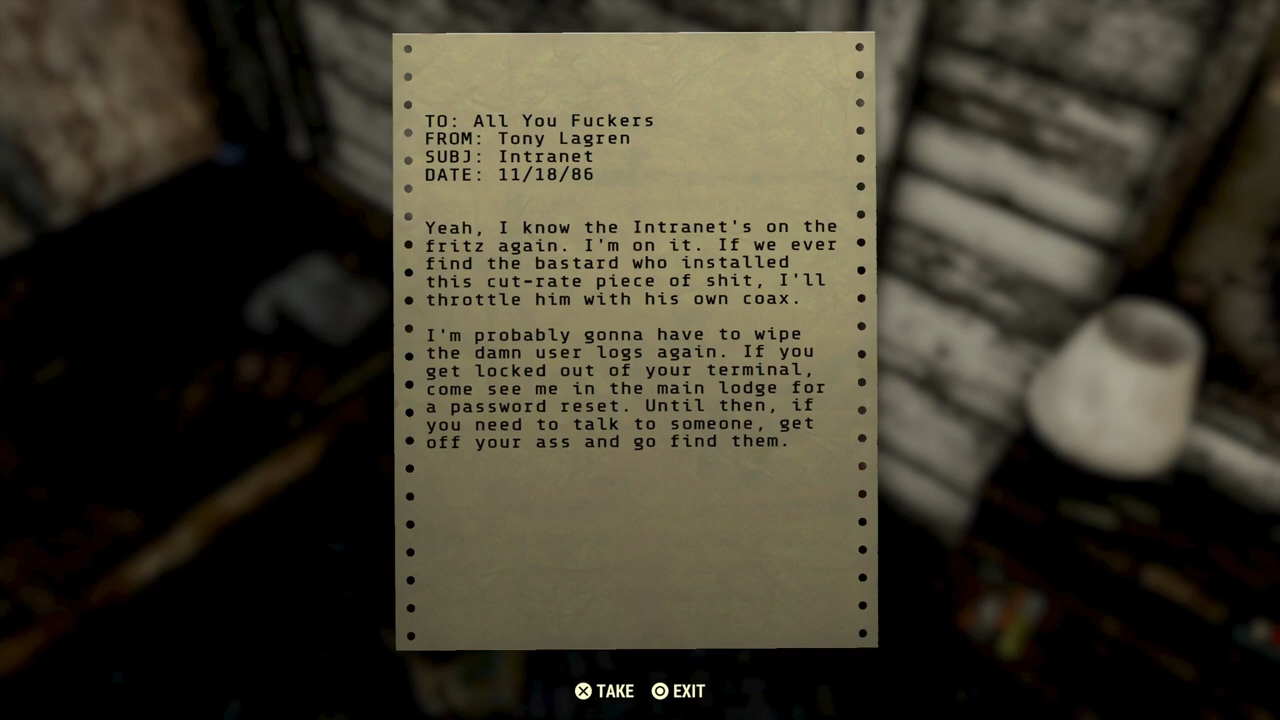 TO: All You Fuckers
FROM: Tony Lagren
SUBJ: Intranet
DATE: 11/18/86
Yeah, I know the Intranet's on the
fritz again. I'm on it. If we ever
find the bastard who installed
this cut-rate piece of shit, I'll
throttle him with his own coax.
I'm probably gonna have to wipe
the damn user logs again. If you
get locked out of your terminal,
come see me in the main lodge for
a password reset. Until then, if
you need to talk to someone, get
off your ass and go find them.
TAKE EXIT